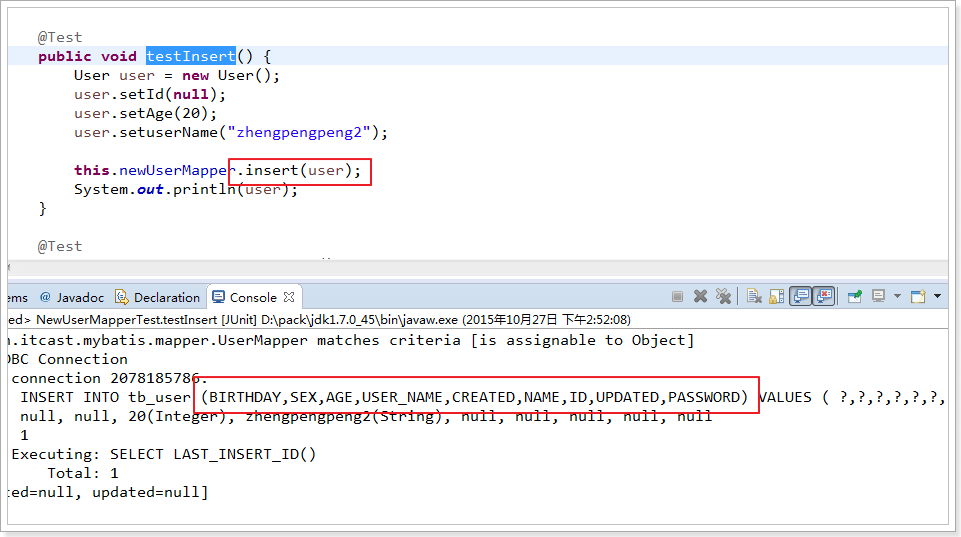 @Test
public void testInsert() {
User user = new User();
user.setId(null);
user.setAge(20);
user.setuserName("zhengpengpeng2");
this.newUserMapper.insert(user);
System.out.println(user);
}
@Test
ems @ Javadoc Declaration Console
ed> NewUserMapperTest.testInsert [JUnit] D:\pack\jdk1.7.0_45\bin\javaw.exe (2015年10月27日 下午2:52:08)
n.itcast.mybatis.mapper.UserMapper matches criteria [is assignable to Object]
DBC Connection
connection 2078185786.
INSERT INTO tb_user (BIRTHDAY,SEX,AGE,USER_NAME,CREATED,NAME,ID,UPDATED,PASSWORD) VALUES ( ?,?,?,?,?,?,
null, null, 20(Integer), zhengpengpeng2(String), null, null, null, null, null
1
Executing: SELECT LAST_INSERT_ID()
Total: 1
ted=null, updated=null]